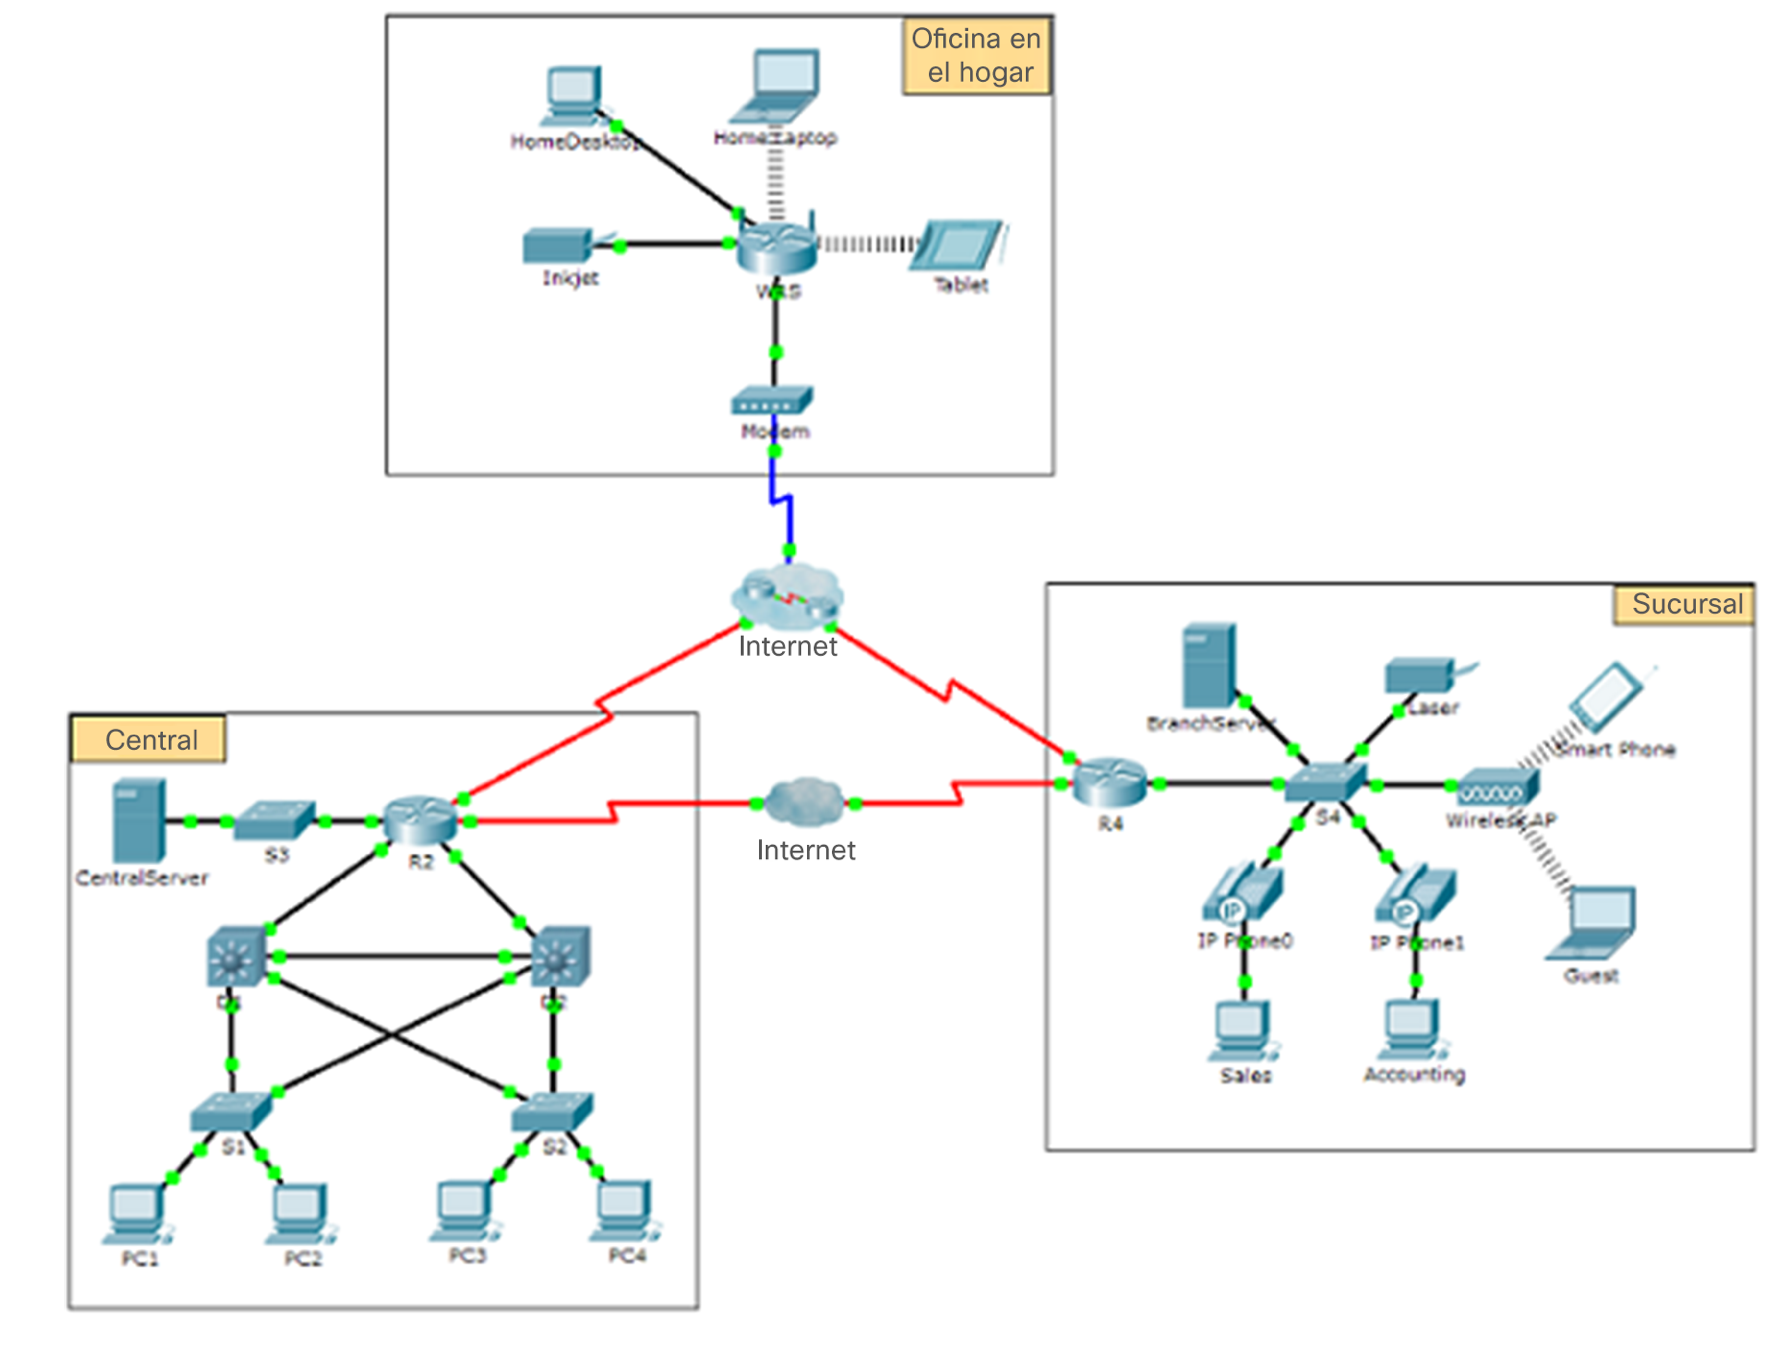 Oficina en
el hogar
HomeDesktop
Home Laptop
Inkjet
WRS
Tablet
Modem
Internet
Sucursal
BranchServer
Laser
Smart Phone
Central
CentralServer
S3
R2
Internet
R4
S4
Wireless AP
IP Phone0
IP Phone1
Guest
D1
D2
Sales
Accounting
S1
S2
PC1
PC2
PC3
PC4